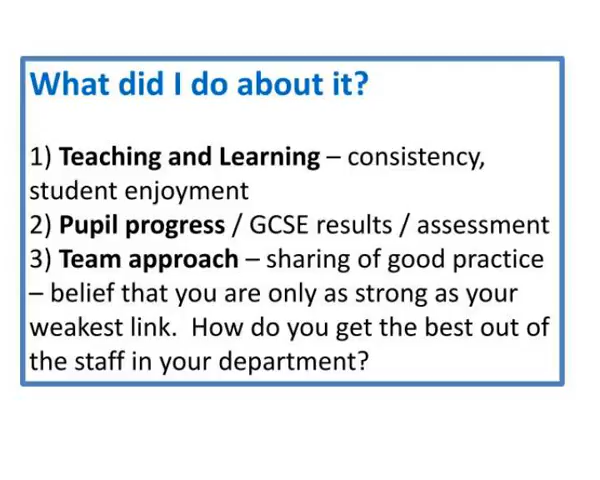 What did I do about it?
1) Teaching and Learning – consistency,
student enjoyment
2) Pupil progress / GCSE results / assessment
3) Team approach – sharing of good practice
– belief that you are only as strong as your
weakest link.  How do you get the best out of
the staff in your department?